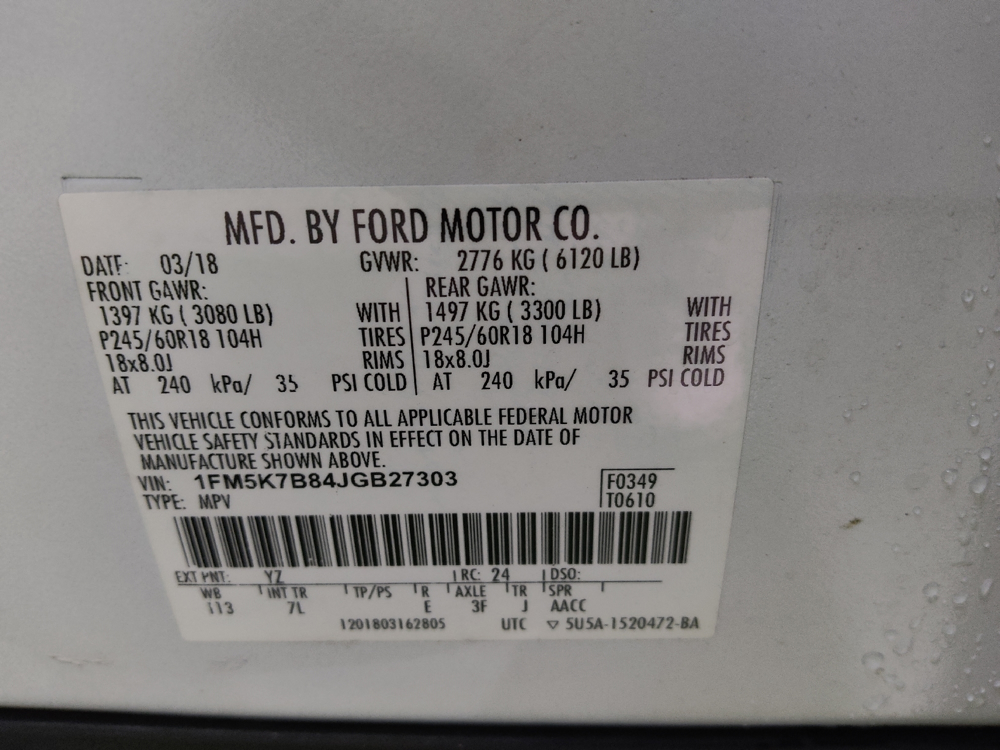 MFD. BY FORD MOTOR CO.
DATE: 03/18 GVWR: 2776 KG ( 6120 LB)
FRONT GAWR: REAR GAWR:
1397 KG ( 3080 LB) WITH 1497 KG ( 3300 LB) WITH
P245/60R18 104H TIRES P245/60R18 104H TIRES
18x8.0J RIMS 18x8.0J RIMS
AT 240 kPa/ 35 PSI COLD AT 240 kPa/ 35 PSI COLD
THIS VEHICLE CONFORMS TO ALL APPLICABLE FEDERAL MOTOR
VEHICLE SAFETY STANDARDS IN EFFECT ON THE DATE OF
MANUFACTURE SHOWN ABOVE.
VIN: 1FM5K7B84JGB27303 F0349
TYPE: MPV T0610
EXT PNT: YZ RC: 24 DSO:
WB INT TR TP/PS R AXLE TR SPR
113 7L E 3F J AACC
1201803162805 UTC ▽ 5U5A-1520472-BA